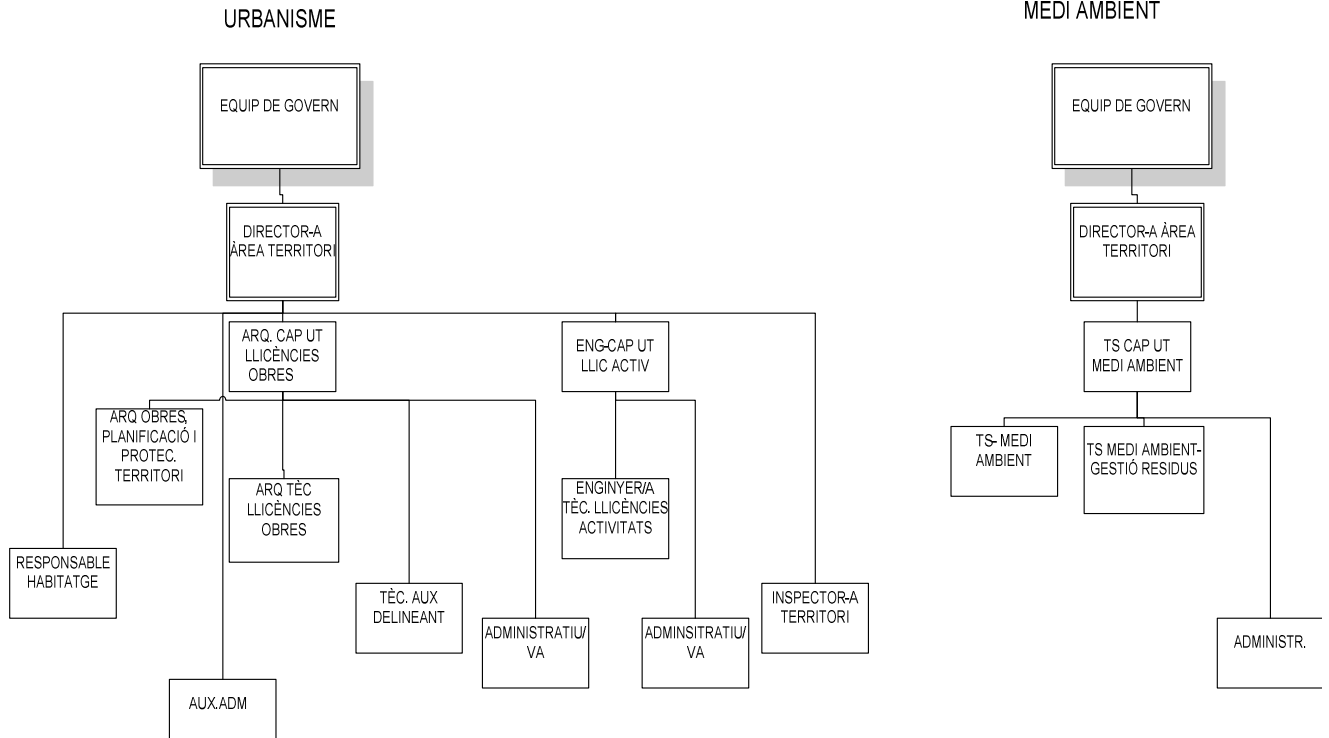 URBANISME
EQUIP DE GOVERN
DIRECTOR-A
ÀREA TERRITORI
ARQ. CAP UT
LLICÈNCIES
OBRES
ENG-CAP UT
LLIC ACTIV
ARQ OBRES,
PLANIFICACIÓ I
PROTEC.
TERRITORI
ARQ TÈC
LLICÈNCIES
OBRES
ENGINYER/A
TÈC. LLICÈNCIES
ACTIVITATS
RESPONSABLE
HABITATGE
TÈC. AUX
DELINEANT
ADMINISTRATIU/
VA
ADMINSITRATIU/
VA
INSPECTOR-A
TERRITORI
AUX.ADM
MEDI AMBIENT
EQUIP DE GOVERN
DIRECTOR-A ÀREA
TERRITORI
TS CAP UT
MEDI AMBIENT
TS- MEDI
AMBIENT
TS MEDI AMBIENT-
GESTIÓ RESIDUS
ADMINISTR.